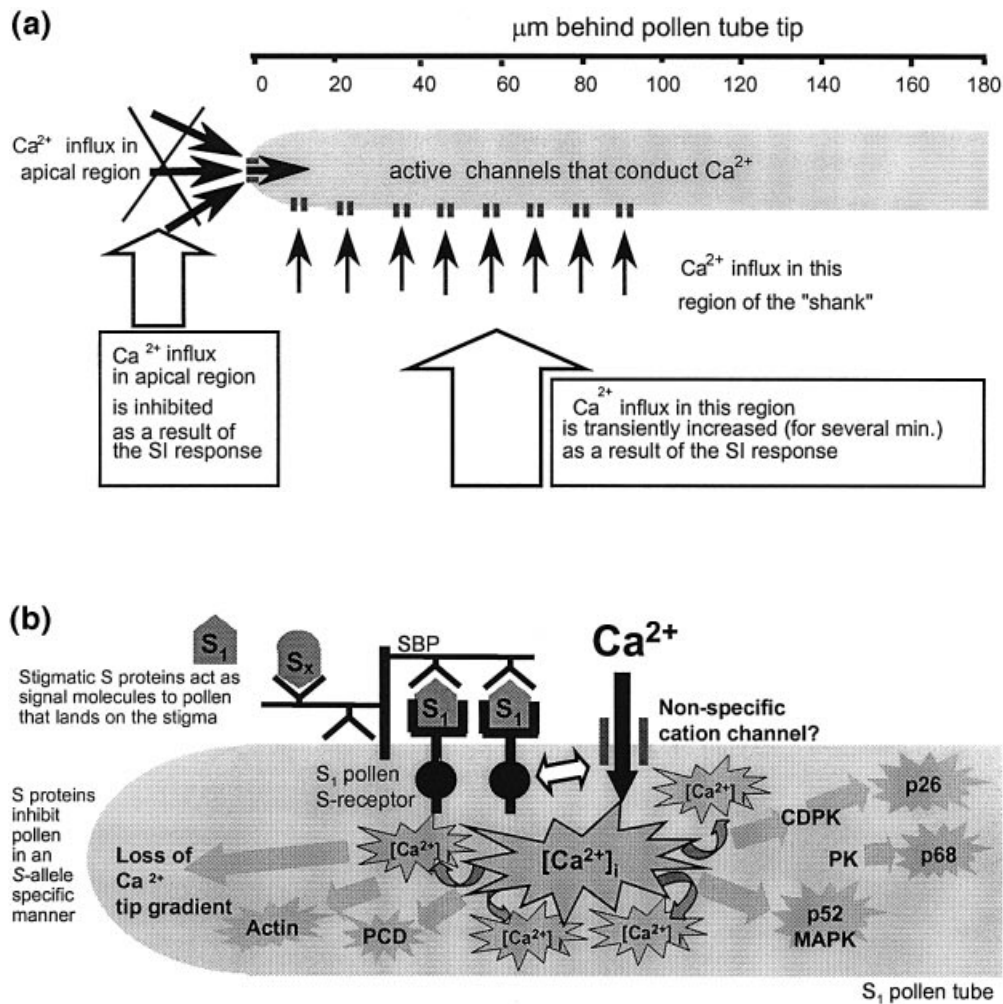 (a)
μm behind pollen tube tip
0 20 40 60 80 100 120 140 160 180
Ca2+ influx in
apical region
active channels that conduct Ca2+
Ca2+ influx in this
region of the "shank"
Ca 2+ influx
in apical region
is inhibited
as a result of
the SI response
Ca2+ influx in this region
is transiently increased (for several min.)
as a result of the SI response
(b)
S1
Sx
SBP
Ca2+
Stigmatic S proteins act as
signal molecules to pollen
that lands on the stigma
S1
S1
Non-specific
cation channel?
S1 pollen
S-receptor
S proteins
inhibit
pollen
in an
S-allele
specific
manner
[Ca2+]i
CDPK
p26
Loss of
Ca 2+
tip gradient
[Ca2+]i
[Ca2+]i
PK
p68
Actin
PCD
[Ca2+]i
[Ca2+]i
p52
MAPK
S1 pollen tube